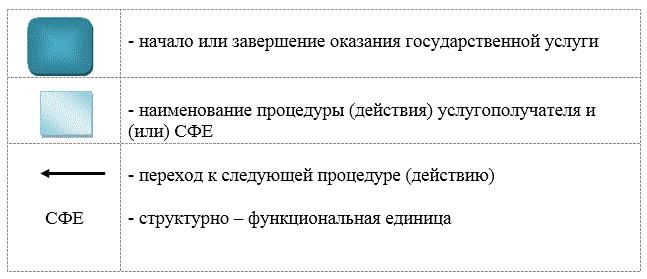 - начало или завершение оказания государственной услуги
- наименование процедуры (действия) услугополучателя и
(или) СФЕ
- переход к следующей процедуре (действию)
СФЕ - структурно – функциональная единица